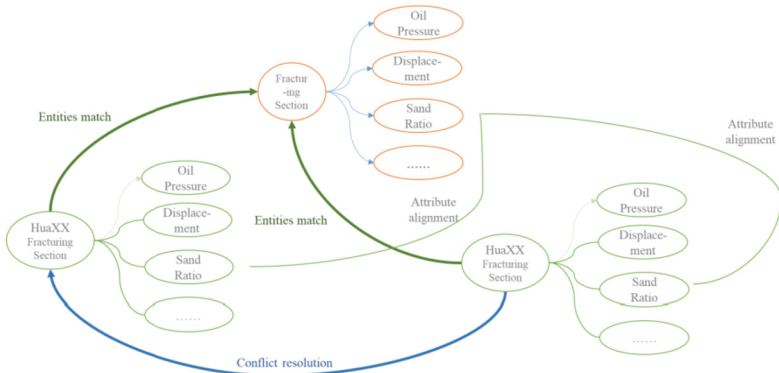 Oil
Pressure
Displace-
ment
Sand
Ratio
......
Fractur
-ing
Section
Entities match
Oil
Pressure
Displace-
ment
Sand
Ratio
......
HuaXX
Fracturing
Section
Entities match
Attribute
alignment
Attribute
alignment
Oil
Pressure
Displace-
ment
Sand
Ratio
......
HuaXX
Fracturing
Section
Conflict resolution